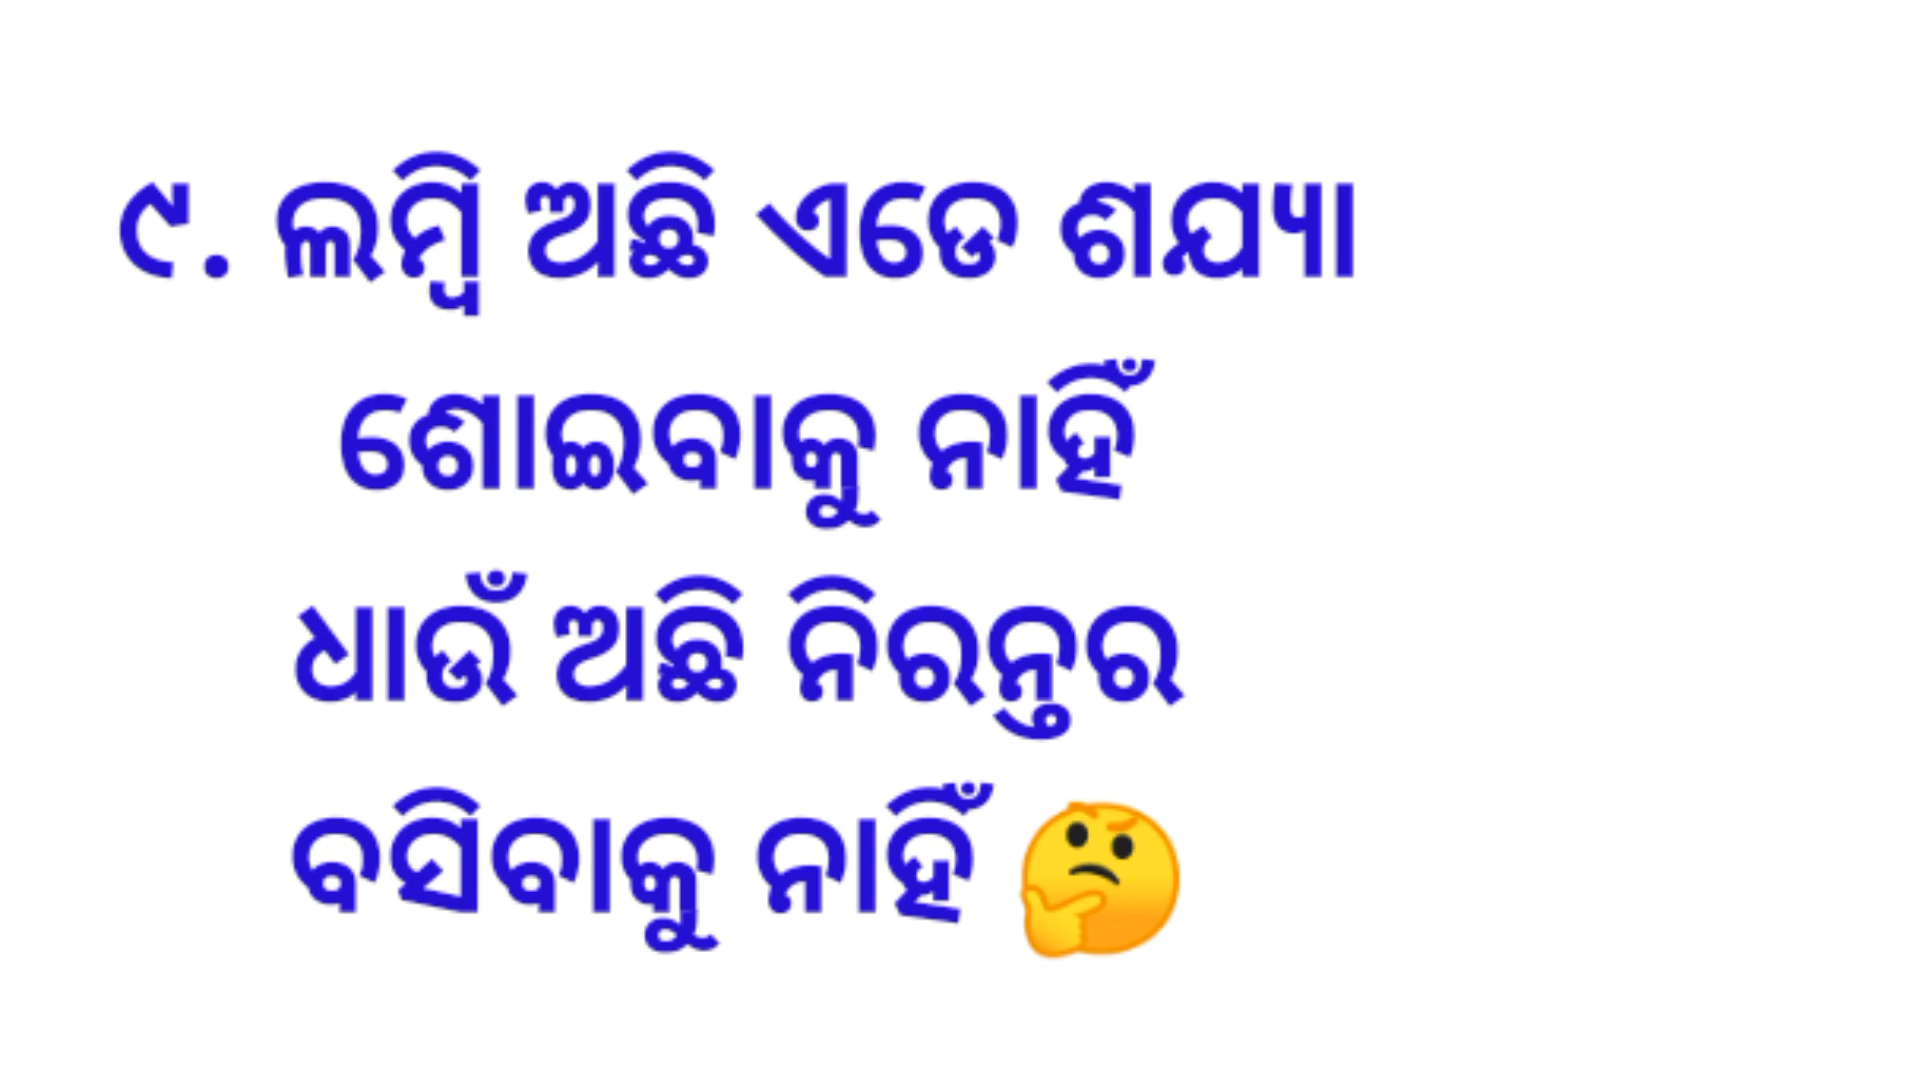 ୯. ଲମ୍ବି ଅଛି ଏଡେ ଶଯ୍ୟା
ଶୋଇବାକୁ ନାହିଁ
ଧାଉଁ ଅଛି ନିରନ୍ତର
ବସିବାକୁ ନାହିଁ 🤔